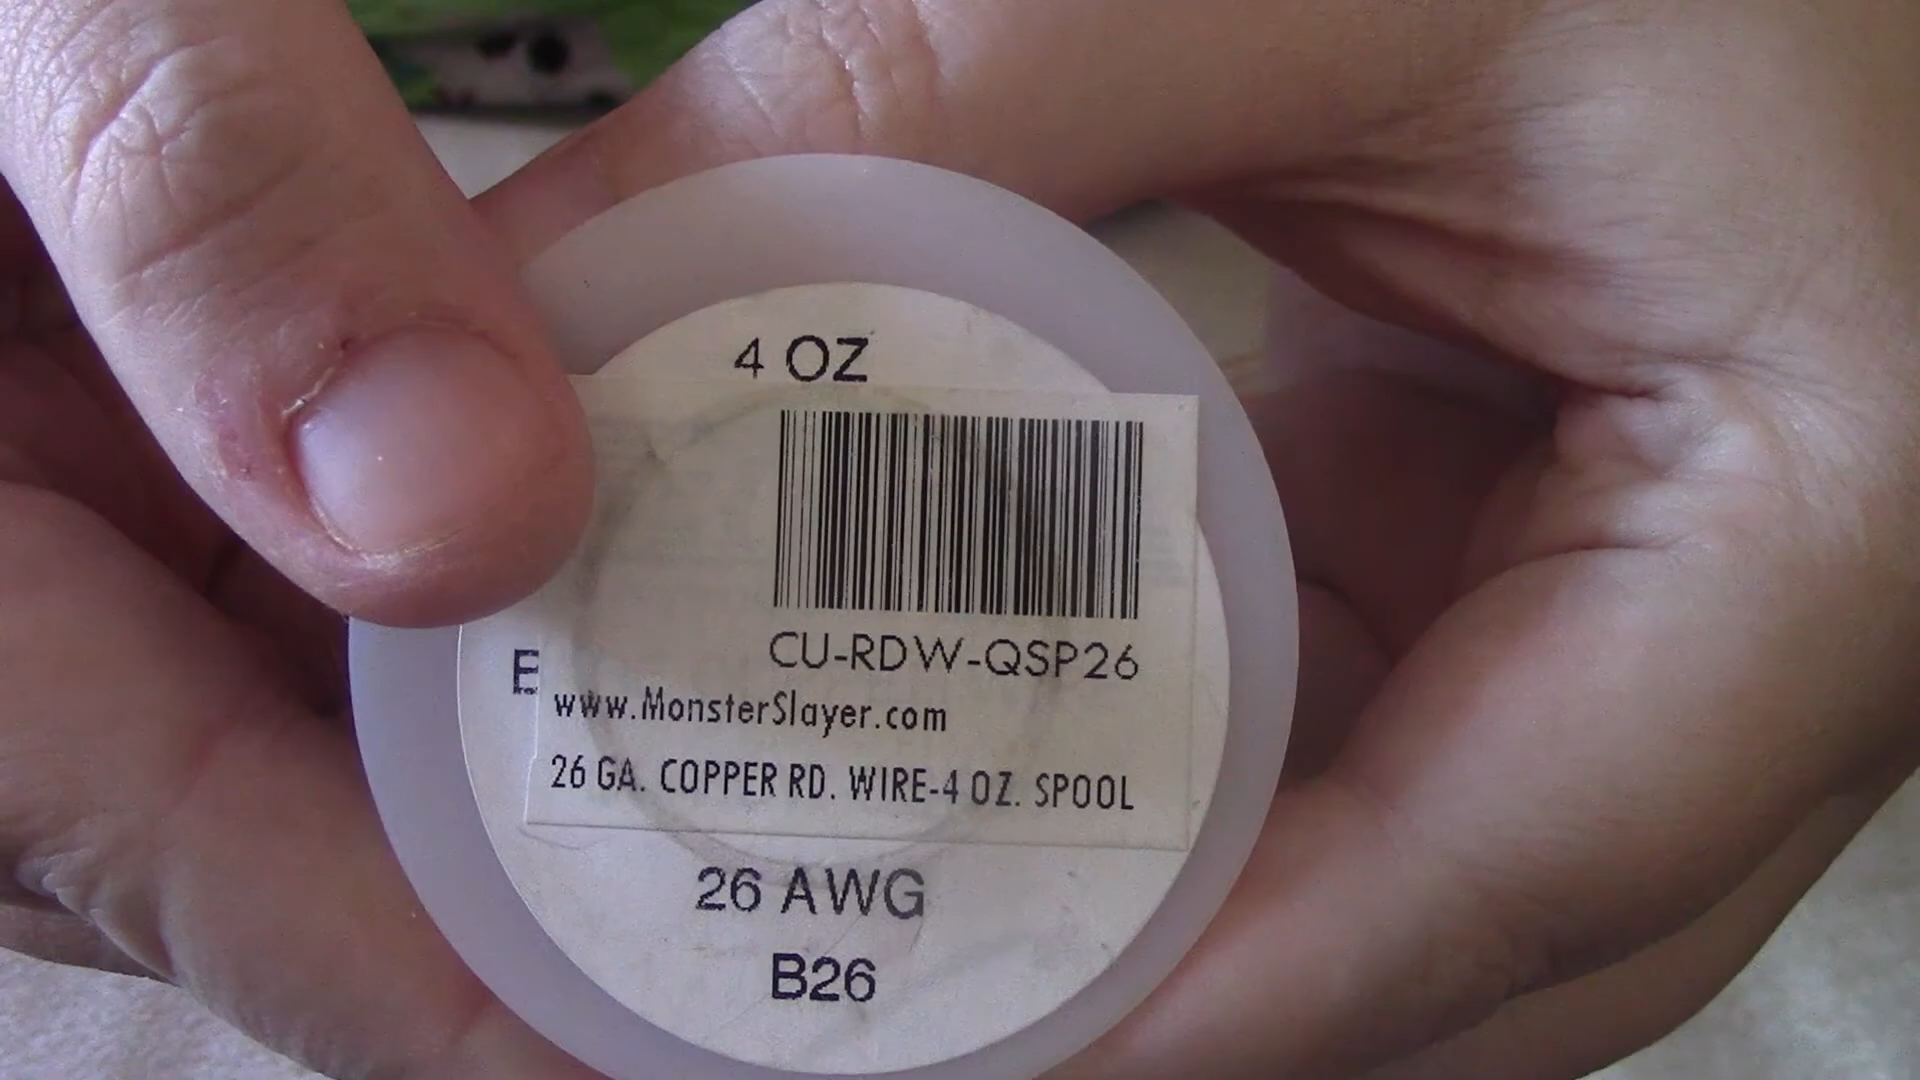 4 OZ
CU-RDW-QSP26
www.MonsterSlayer.com
26 GA. COPPER RD. WIRE-4 OZ. SPOOL
26 AWG
B26